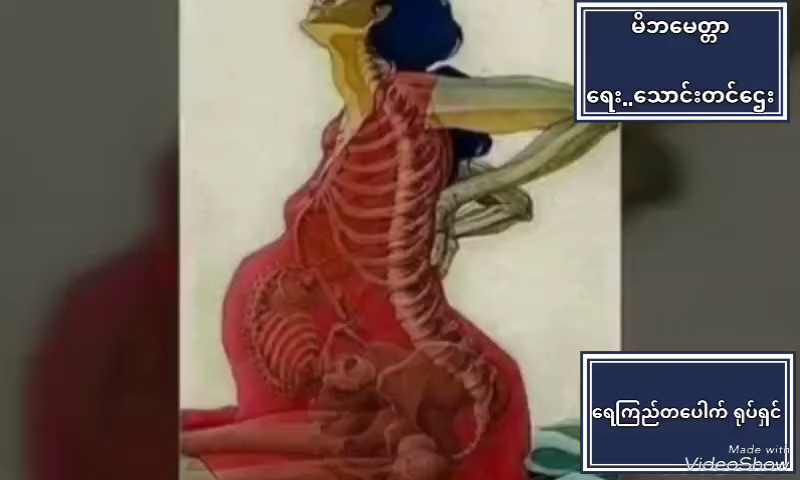 မိဘမေတ္တာ
ရေး..သောင်းတင်ဌေး
ရေကြည်တပေါက် ရုပ်ရှင်
Made with
VideoShow